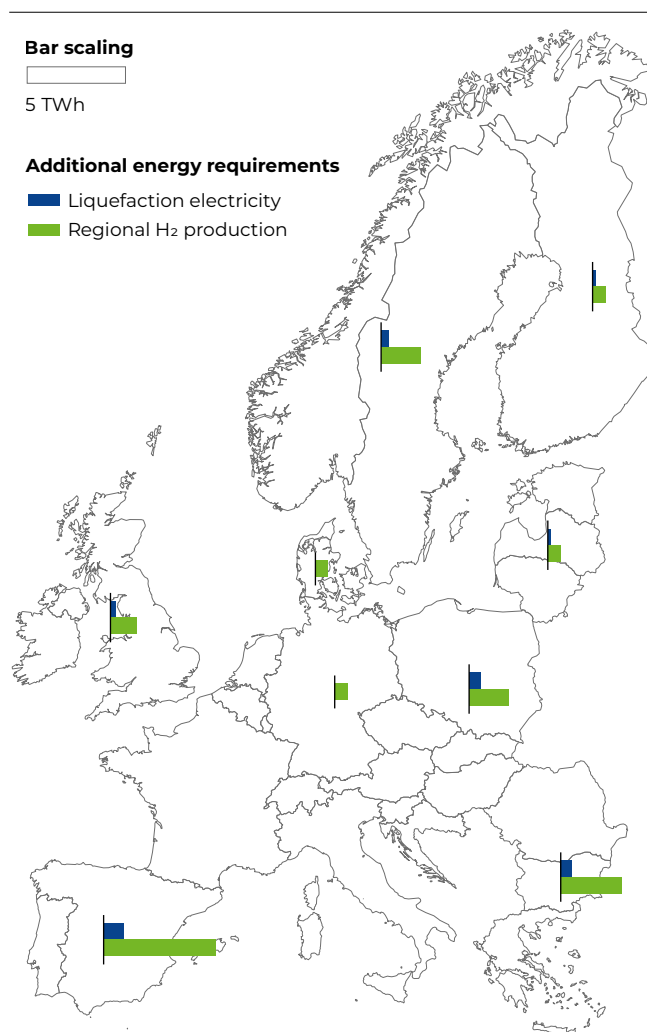 Bar scaling
5 TWh
Additional energy requirements
Liquefaction electricity
Regional H₂ production